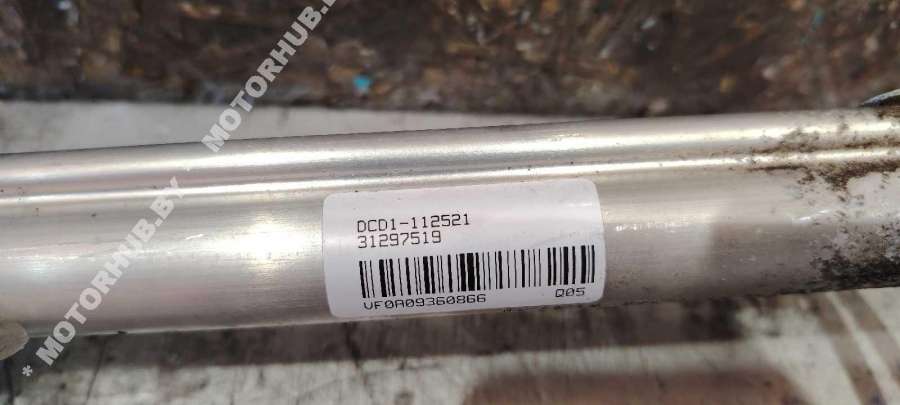 * MOTORHUB.BY * MOTORHUB.BY
DCD1-112521
31297519
VF0A09360866 Q05